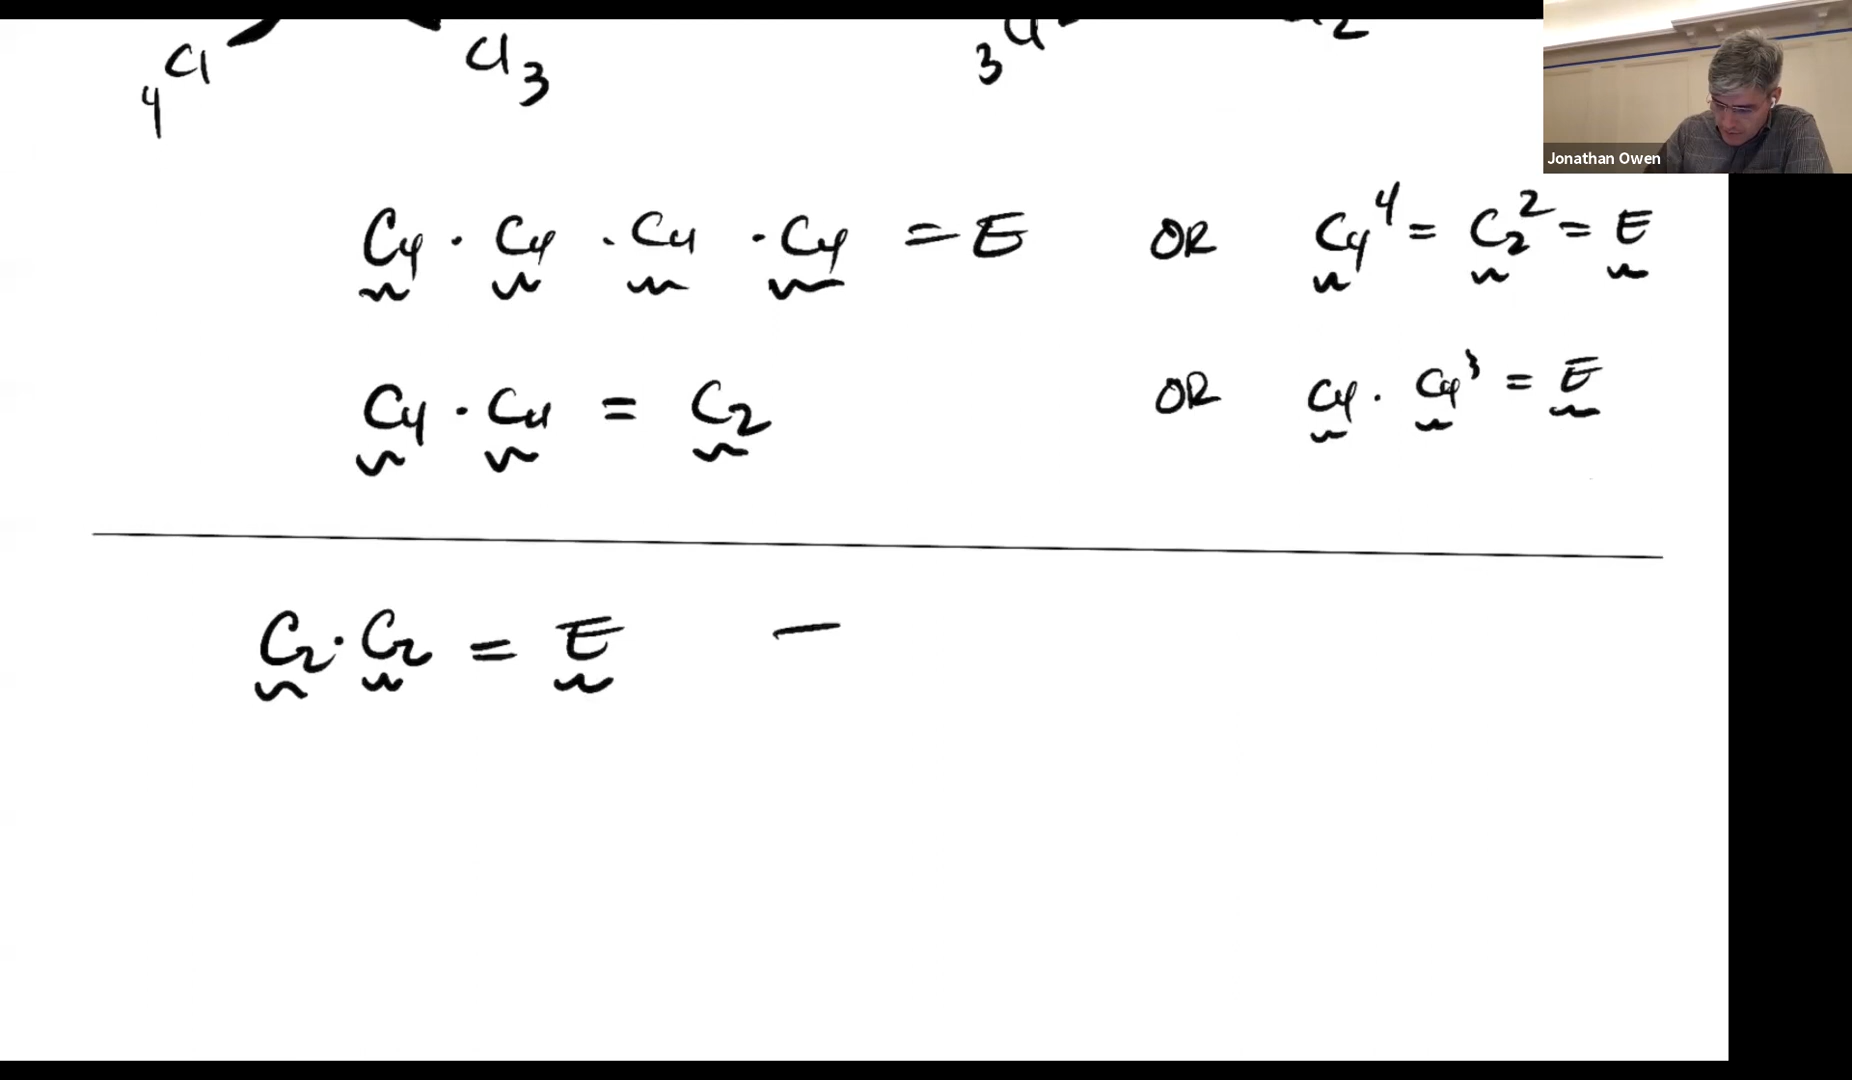 4Cl Cl3 3Cl 2
Jonathan Owen
C4 · C4 · C4 · C4 = E OR C4^4 = C2^2 = E
C4 · C4 = C2 OR C4 · C4^3 = E
C2 · C2 = E —